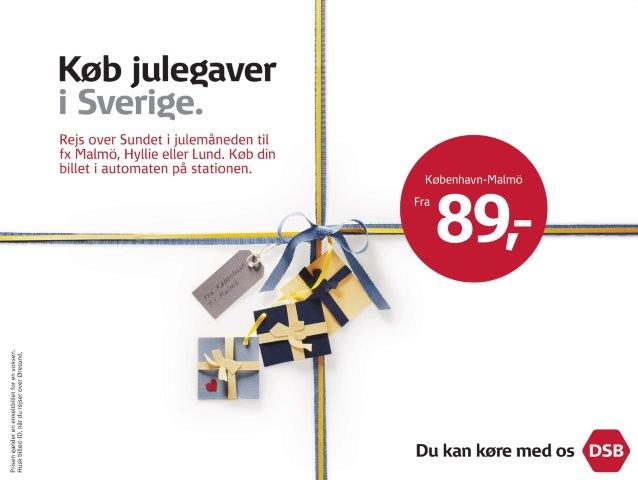 Køb julegaver
i Sverige.
Rejs over Sundet i julemåneden til
fx Malmö, Hyllie eller Lund. Køb din
billet i automaten på stationen.
København-Malmö
Fra
89,-
Fra København
Til Malmö
Prisen gælder en enkeltbillet for en voksen.
Husk billed-ID, når du rejser over Øresund.
Du kan køre med os
DSB